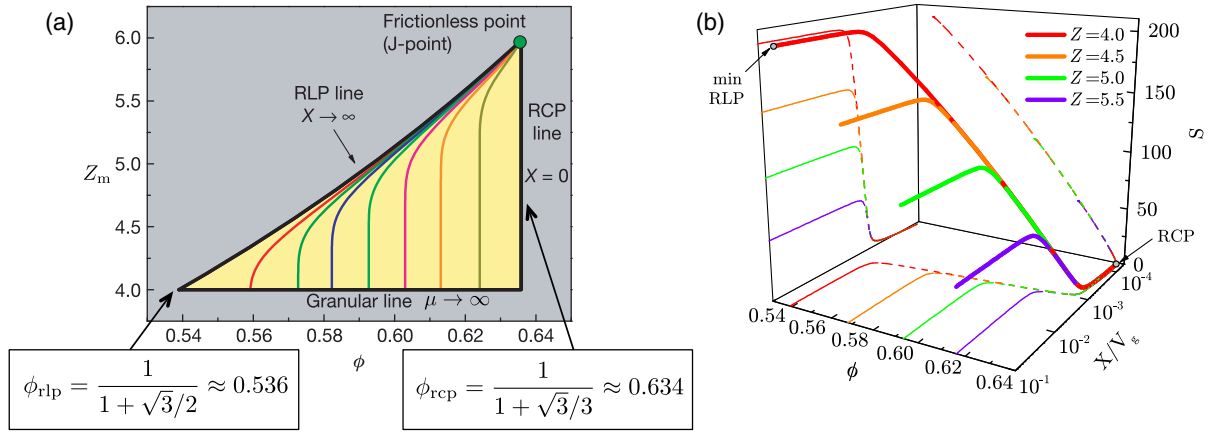 (a)
Frictionless point
(J-point)
6.0
5.5
5.0
4.5
4.0
Z_m
RLP line
X → ∞
RCP
line
X = 0
Granular line μ → ∞
0.54 0.56 0.58 0.60 0.62 0.64
ϕ
ϕ_rlp = 1/(1 + √3/2) ≈ 0.536
ϕ_rcp = 1/(1 + √3/3) ≈ 0.634
(b)
min
RLP
Z = 4.0
Z = 4.5
Z = 5.0
Z = 5.5
200
150
100
50
0
S
RCP
10^-4
10^-3
10^-2
10^-1
X/V_g
0.54 0.56 0.58 0.60 0.62 0.64
ϕ